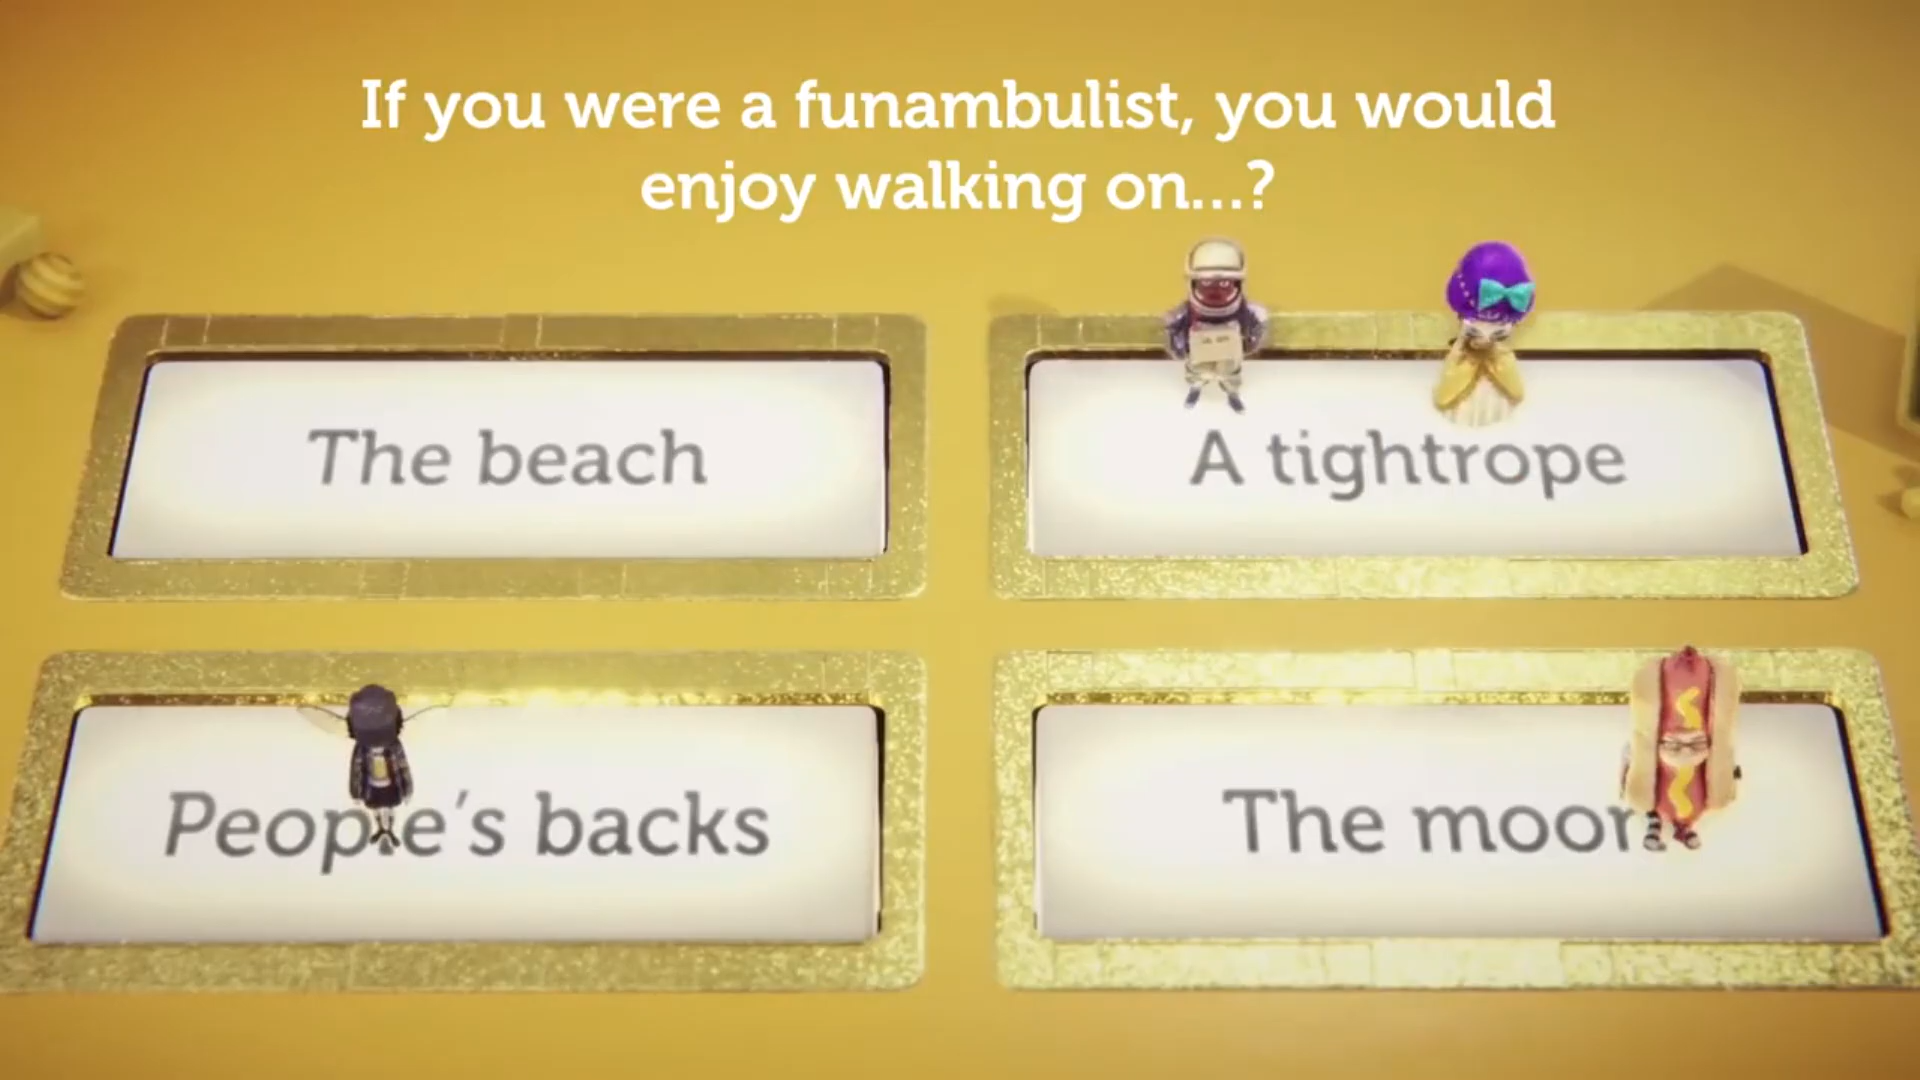 If you were a funambulist, you would
enjoy walking on...?
The beach
A tightrope
People's backs
The moon